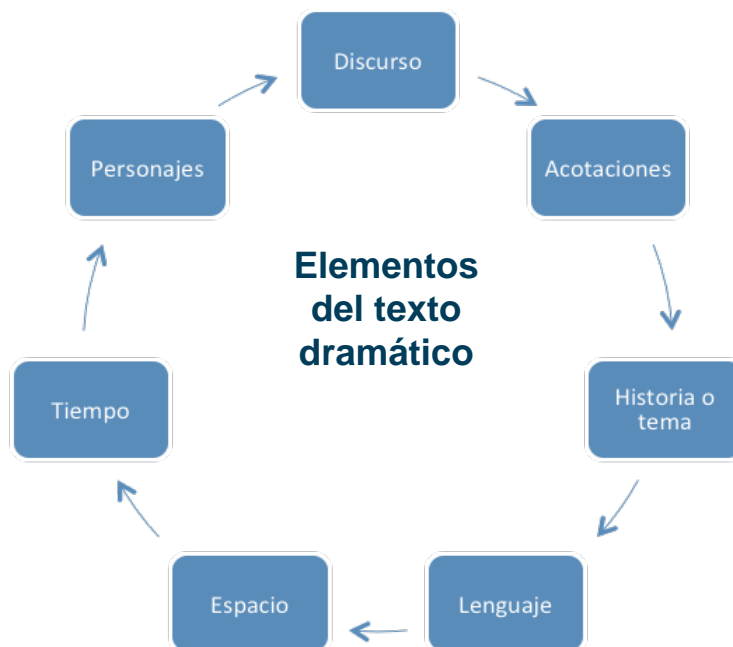 Discurso
Acotaciones
Historia o
tema
Lenguaje
Espacio
Tiempo
Personajes
Elementos
del texto
dramático